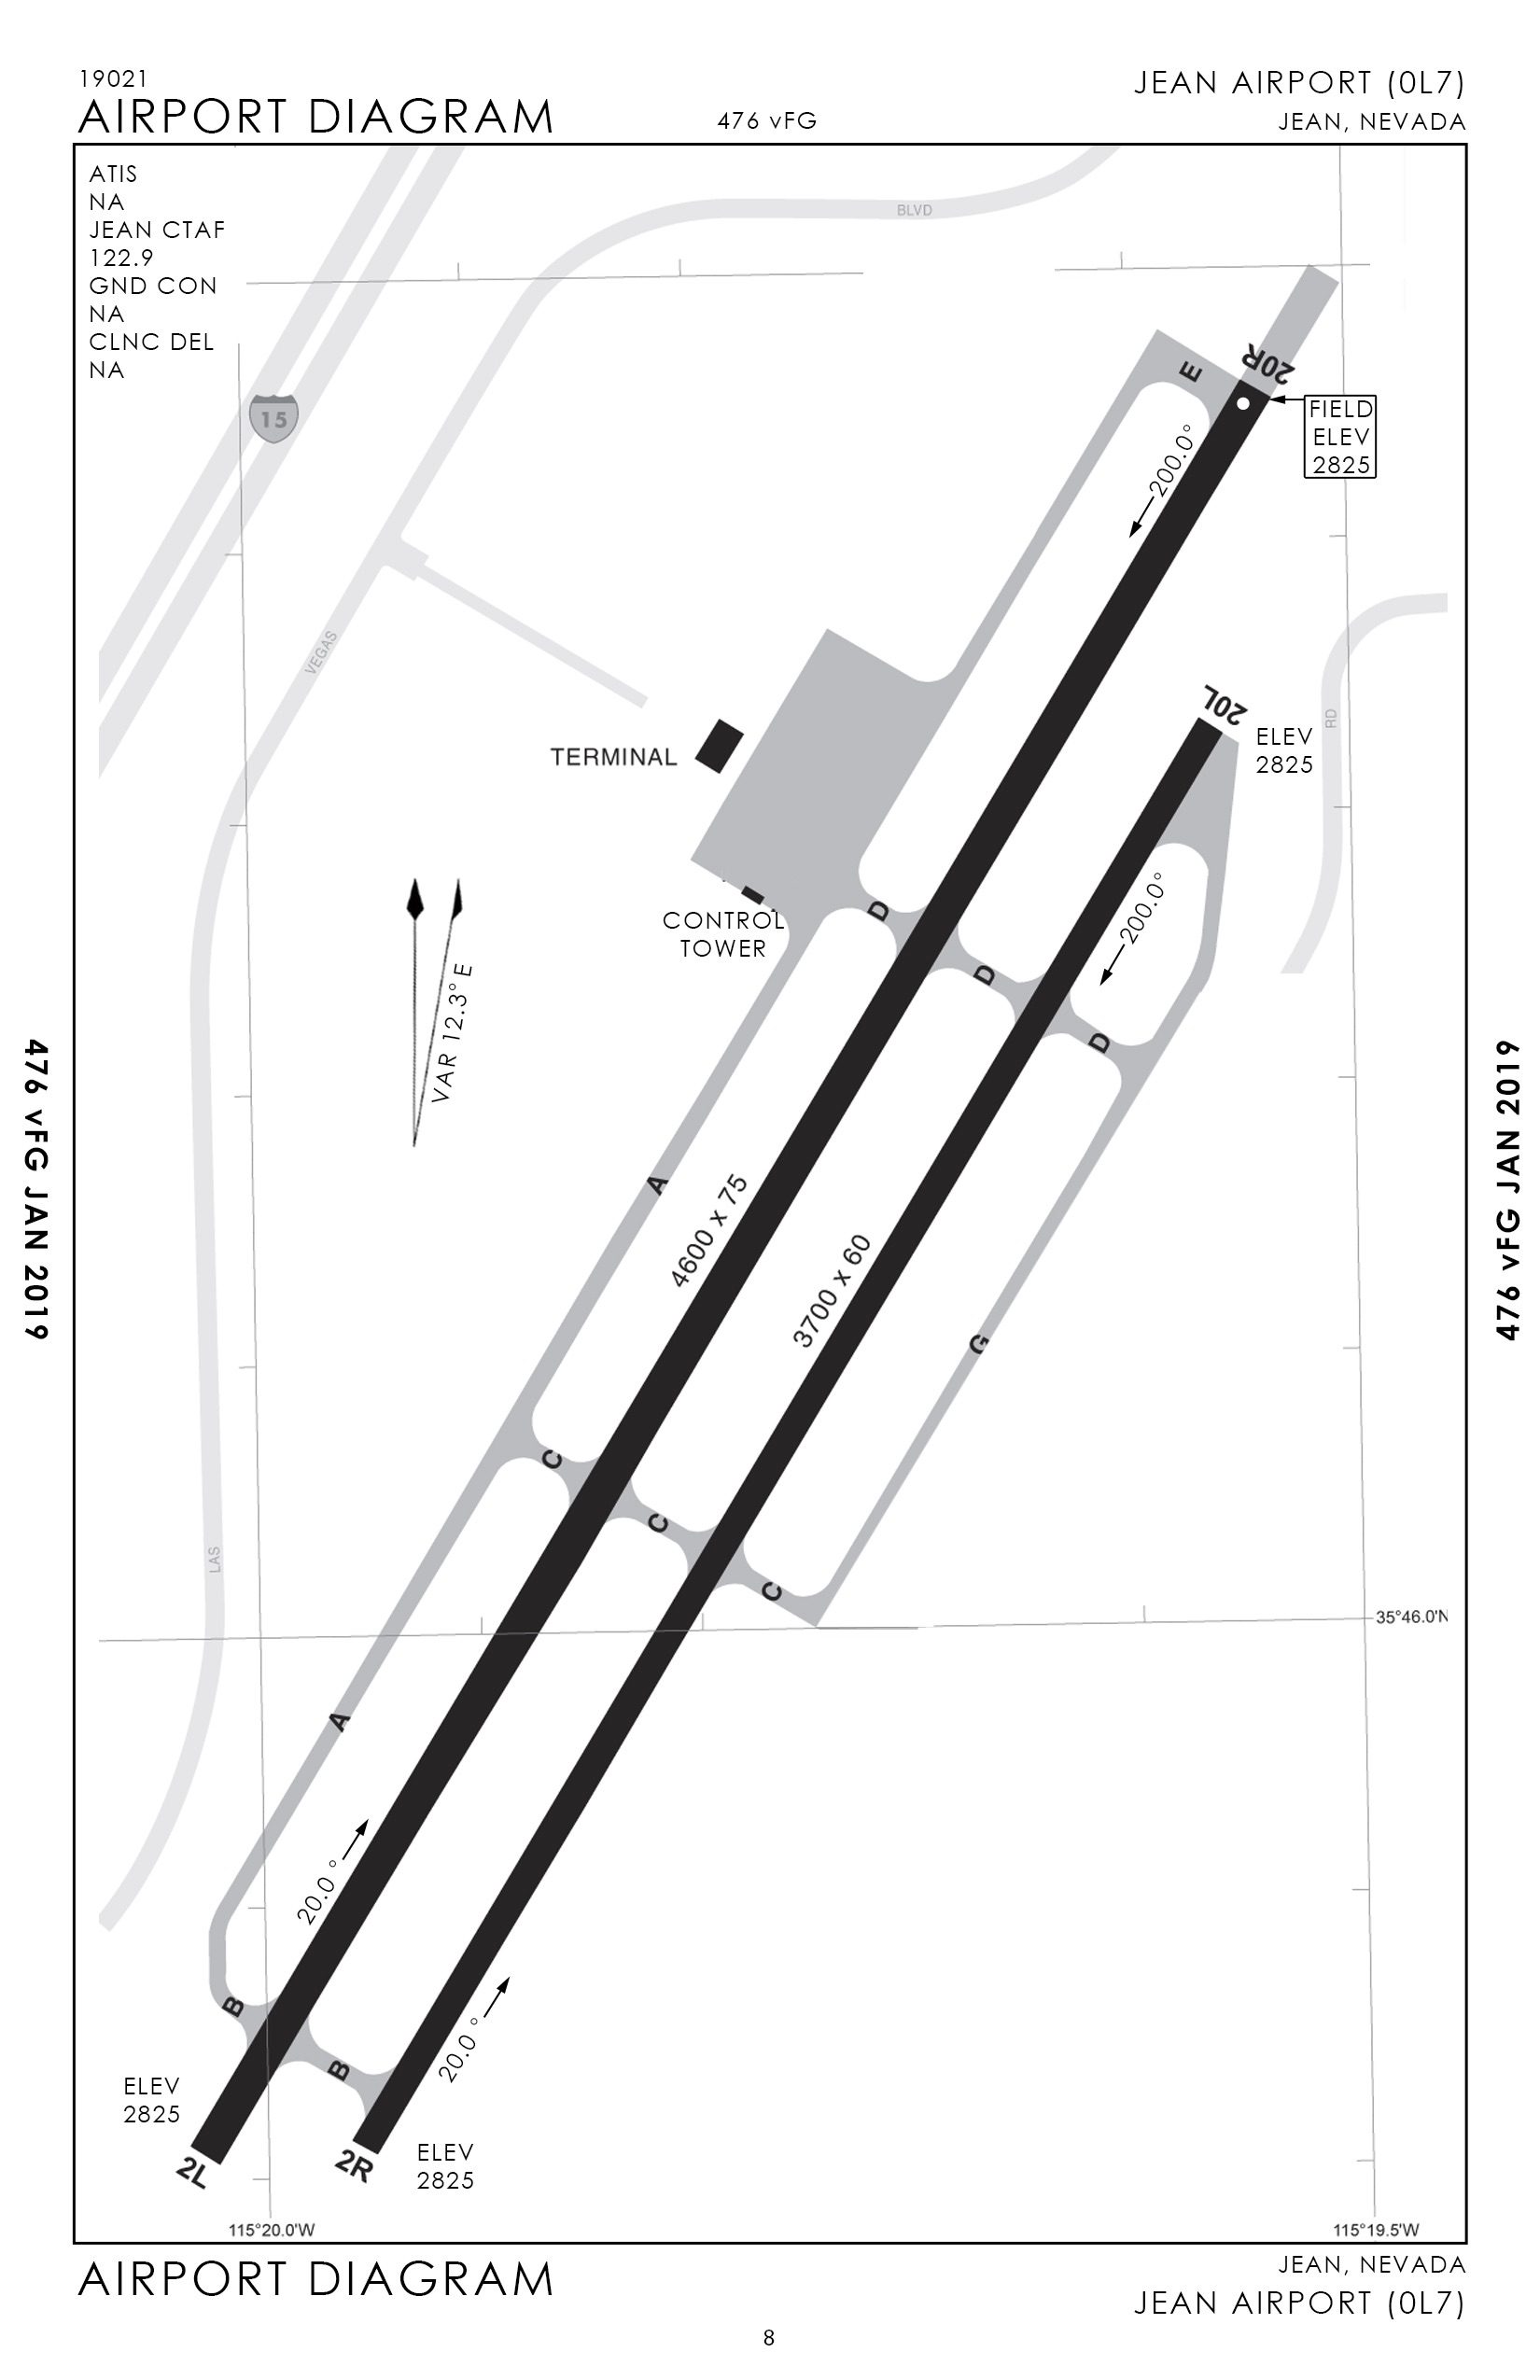 19021
AIRPORT DIAGRAM
476 vFG
JEAN AIRPORT (0L7)
JEAN, NEVADA
ATIS
NA
JEAN CTAF
122.9
GND CON
NA
CLNC DEL
NA
BLVD
15
E
20R
FIELD
ELEV
2825
200.0°
VEGAS
RD
20L
ELEV
2825
TERMINAL
200.0°
D
CONTROL
TOWER
D
D
VAR 12.3° E
476 vFG JAN 2019
476 vFG JAN 2019
A
4600 x 75
3700 x 60
G
C
C
C
LAS
35°46.0'N
A
20.0°
B
20.0°
B
ELEV
2825
2L
2R
ELEV
2825
115°20.0'W
115°19.5'W
AIRPORT DIAGRAM
JEAN, NEVADA
JEAN AIRPORT (0L7)
8